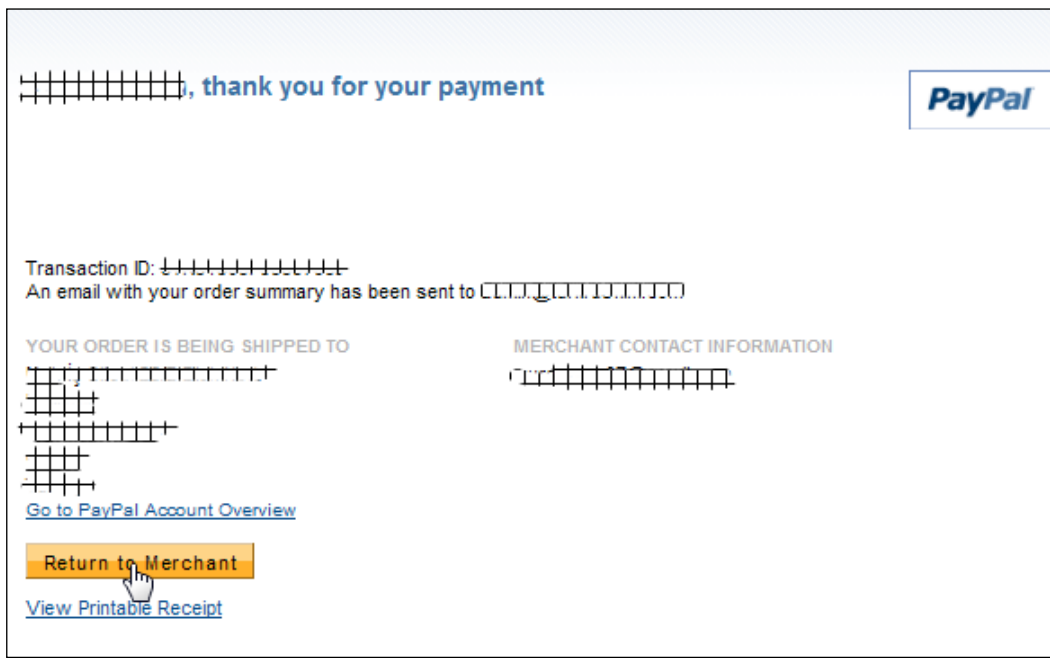 , thank you for your payment
PayPal
Transaction ID:
An email with your order summary has been sent to
YOUR ORDER IS BEING SHIPPED TO
MERCHANT CONTACT INFORMATION
Go to PayPal Account Overview
Return to Merchant
View Printable Receipt